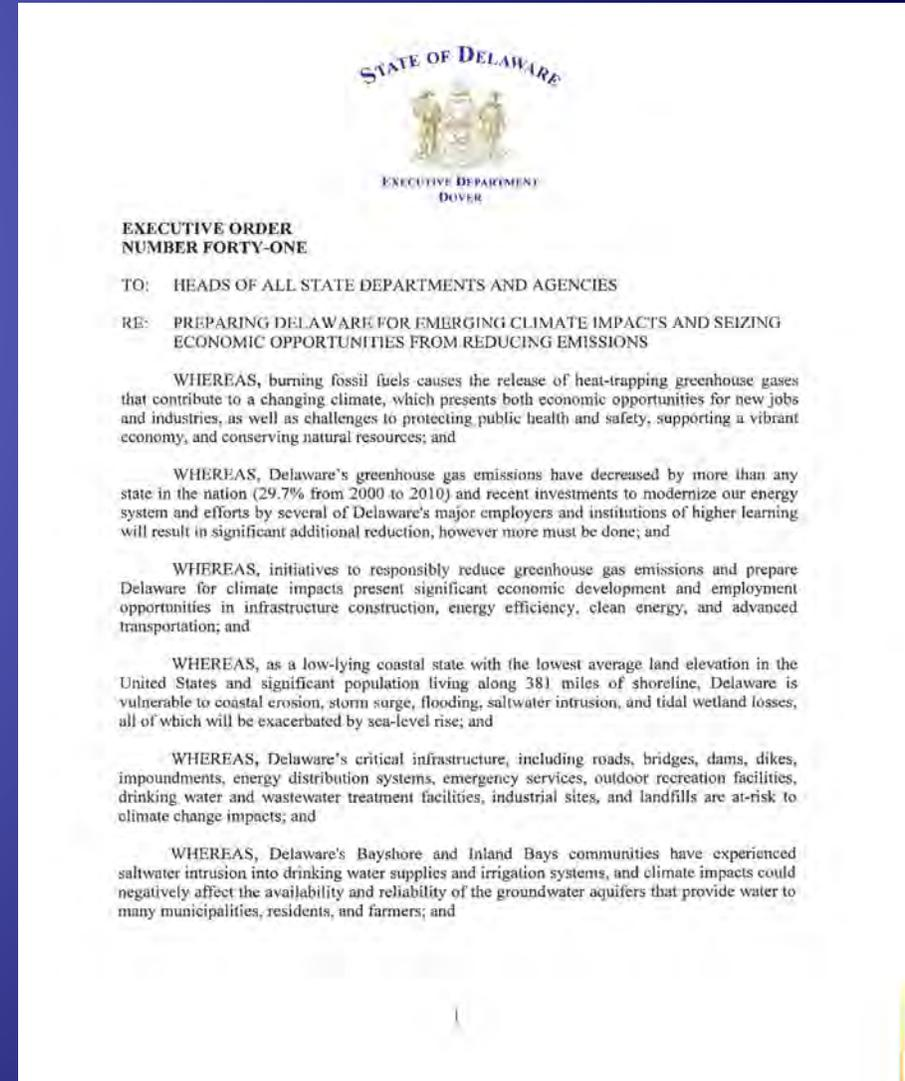 STATE OF DELAWARE
EXECUTIVE DEPARTMENT
DOVER
EXECUTIVE ORDER
NUMBER FORTY-ONE
TO: HEADS OF ALL STATE DEPARTMENTS AND AGENCIES
RE: PREPARING DELAWARE FOR EMERGING CLIMATE IMPACTS AND SEIZING
ECONOMIC OPPORTUNITIES FROM REDUCING EMISSIONS
WHEREAS, burning fossil fuels causes the release of heat-trapping greenhouse gases
that contribute to a changing climate, which presents both economic opportunities for new jobs
and industries, as well as challenges to protecting public health and safety, supporting a vibrant
economy, and conserving natural resources; and
WHEREAS, Delaware's greenhouse gas emissions have decreased by more than any
state in the nation (29.7% from 2000 to 2010) and recent investments to modernize our energy
system and efforts by several of Delaware's major employers and institutions of higher learning
will result in significant additional reduction, however more must be done; and
WHEREAS, initiatives to responsibly reduce greenhouse gas emissions and prepare
Delaware for climate impacts present significant economic development and employment
opportunities in infrastructure construction, energy efficiency, clean energy, and advanced
transportation; and
WHEREAS, as a low-lying coastal state with the lowest average land elevation in the
United States and significant population living along 381 miles of shoreline, Delaware is
vulnerable to coastal erosion, storm surge, flooding, saltwater intrusion, and tidal wetland losses,
all of which will be exacerbated by sea-level rise; and
WHEREAS, Delaware's critical infrastructure, including roads, bridges, dams, dikes,
impoundments, energy distribution systems, emergency services, outdoor recreation facilities,
drinking water and wastewater treatment facilities, industrial sites, and landfills are at-risk to
climate change impacts; and
WHEREAS, Delaware's Bayshore and Inland Bays communities have experienced
saltwater intrusion into drinking water supplies and irrigation systems, and climate impacts could
negatively affect the availability and reliability of the groundwater aquifers that provide water to
many municipalities, residents, and farmers; and
1